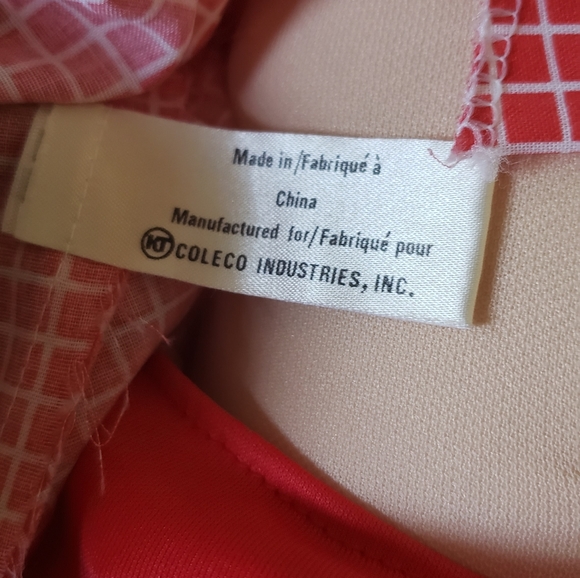 Made in/Fabriqué à
China
Manufactured for/Fabriqué pour
KT COLECO INDUSTRIES, INC.